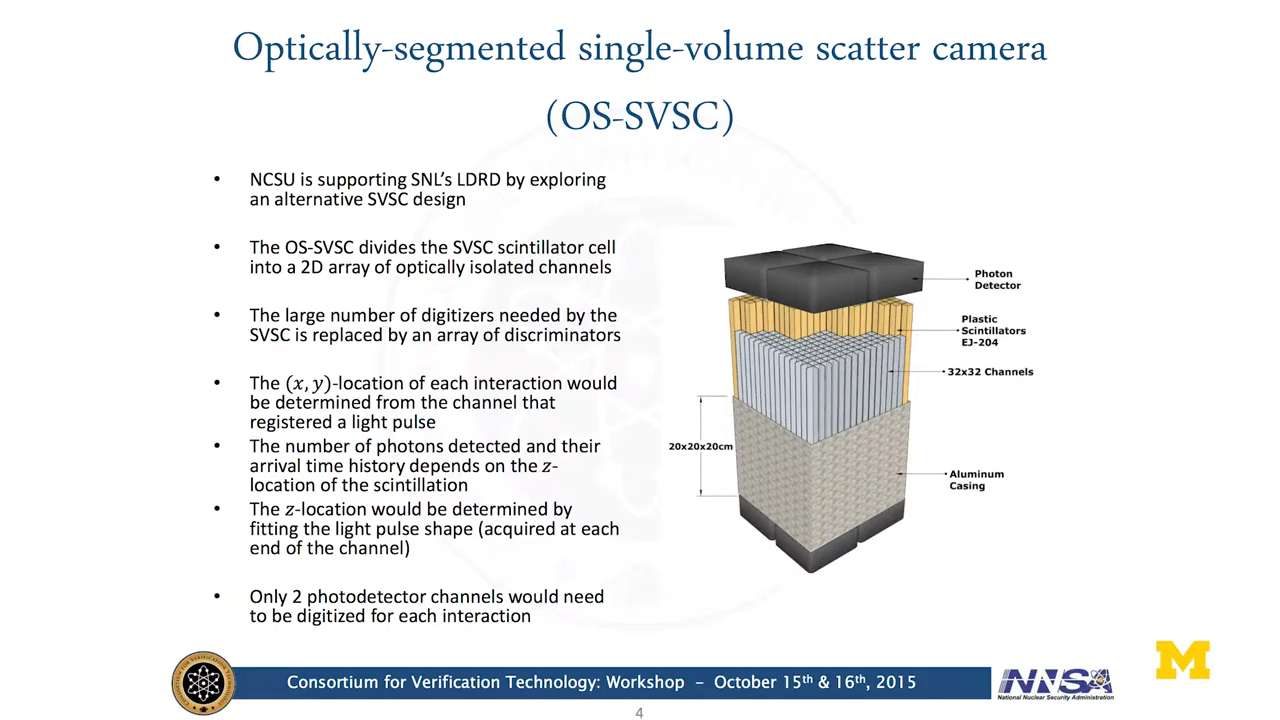 Optically-segmented single-volume scatter camera
(OS-SVSC)
• NCSU is supporting SNL’s LDRD by exploring
an alternative SVSC design
• The OS-SVSC divides the SVSC scintillator cell
into a 2D array of optically isolated channels
• The large number of digitizers needed by the
SVSC is replaced by an array of discriminators
• The (x, y)-location of each interaction would
be determined from the channel that
registered a light pulse
• The number of photons detected and their
arrival time history depends on the z-
location of the scintillation
• The z-location would be determined by
fitting the light pulse shape (acquired at each
end of the channel)
• Only 2 photodetector channels would need
to be digitized for each interaction
Photon
Detector
Plastic
Scintillators
EJ-204
32x32 Channels
20x20x20cm
Aluminum
Casing
CONSORTIUM FOR VERIFICATION TECHNOLOGY
Consortium for Verification Technology: Workshop – October 15th & 16th, 2015
NNSA
National Nuclear Security Administration
M
4